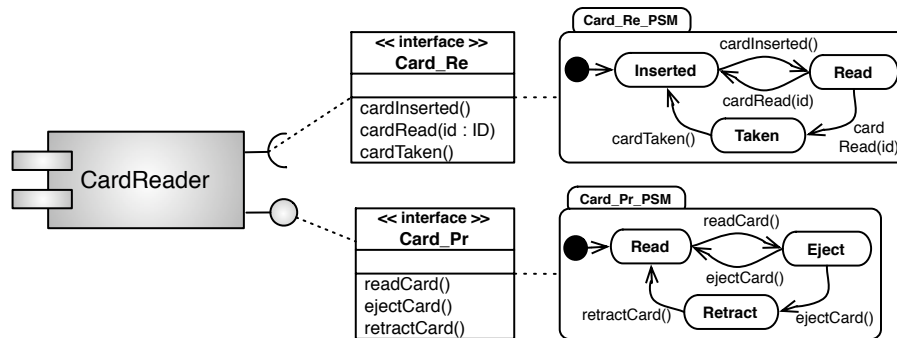 CardReader
<< interface >>
Card_Re
cardInserted()
cardRead(id : ID)
cardTaken()
Card_Re_PSM
cardInserted()
Inserted
Read
cardRead(id)
cardTaken()
Taken
card
Read(id)
<< interface >>
Card_Pr
readCard()
ejectCard()
retractCard()
Card_Pr_PSM
readCard()
Read
Eject
ejectCard()
retractCard()
Retract
ejectCard()